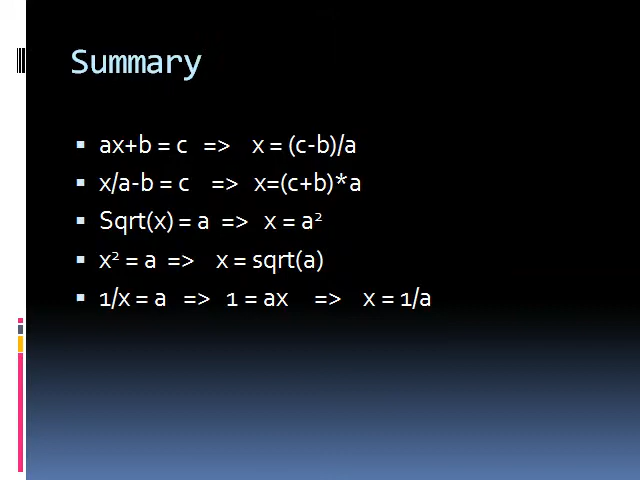 Summary
▪ ax+b = c => x = (c-b)/a
▪ x/a-b = c => x=(c+b)*a
▪ Sqrt(x) = a => x = a²
▪ x² = a => x = sqrt(a)
▪ 1/x = a => 1 = ax => x = 1/a